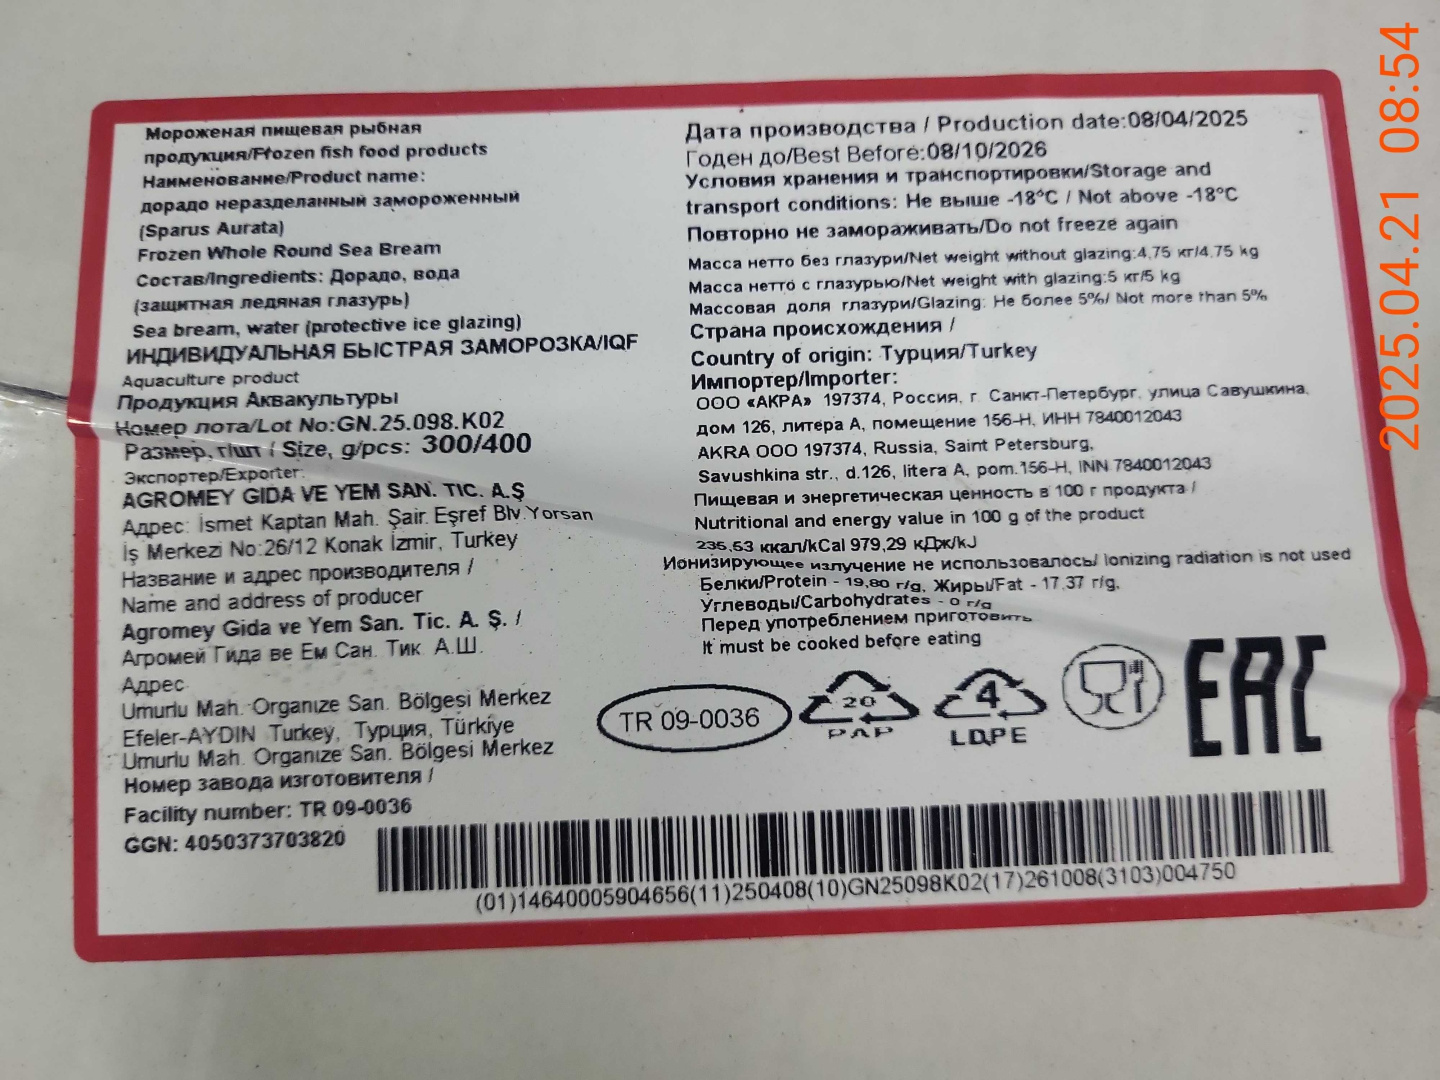 Мороженая пищевая рыбная
продукция/Frozen fish food products
Наименование/Product name:
дорадо неразделанный замороженный
(Sparus Aurata)
Frozen Whole Round Sea Bream
Состав/Ingredients: Дорадо, вода
(защитная ледяная глазурь)
Sea bream, water (protective ice glazing)
ИНДИВИДУАЛЬНАЯ БЫСТРАЯ ЗАМОРОЗКА/IQF
Aquaculture product
Продукция Аквакультуры
Номер лота/Lot No:GN.25.098.K02
Размер, г/шт / Size, g/pcs: 300/400
Экспортер/Exporter:
AGROMEY GIDA VE YEM SAN. TIC. A.Ş
Адрес: İsmet Kaptan Mah. Şair Eşref Blv.Yorsan
İş Merkezi No:26/12 Konak İzmir, Turkey
Название и адрес производителя /
Name and address of producer
Agromey Gida ve Yem San. Tic. A. Ş. /
Агромей Гида ве Ем Сан. Тик. А.Ш.
Адрес
Umurlu Mah. Organize San. Bölgesi Merkez
Efeler-AYDIN Turkey, Турция, Türkiye
Umurlu Mah. Organize San. Bölgesi Merkez
Номер завода изготовителя /
Facility number: TR 09-0036
GGN: 4050373703820
Дата производства / Production date:08/04/2025
Годен до/Best Before:08/10/2026
Условия хранения и транспортировки/Storage and
transport conditions: Не выше -18°C / Not above -18°C
Повторно не замораживать/Do not freeze again
Масса нетто без глазури/Net weight without glazing:4,75 кг/4.75 kg
Масса нетто с глазурью/Net weight with glazing:5 кг/5 kg
Массовая доля глазури/Glazing: Не более 5%/ Not more than 5%
Страна происхождения /
Country of origin: Турция/Turkey
Импортер/Importer:
ООО «АКРА» 197374, Россия, г. Санкт-Петербург, улица Савушкина,
дом 126, литера А, помещение 156-Н, ИНН 7840012043
AKRA OOO 197374, Russia, Saint Petersburg,
Savushkina str., d.126, litera A, pom.156-H, INN 7840012043
Пищевая и энергетическая ценность в 100 г продукта /
Nutritional and energy value in 100 g of the product
235,53 ккал/kCal 979,29 кДж/kJ
Ионизирующее излучение не использовалось/ Ionizing radiation is not used
Белки/Protein - 19,80 г/g, Жиры/Fat - 17,37 г/g,
Углеводы/Carbohydrates - 0 г/g
Перед употреблением приготовить
It must be cooked before eating
TR 09-0036
20
PAP
4
LDPE
EAC
(01)14640005904656(11)250408(10)GN25098K02(17)261008(3103)004750
2025.04.21 08:54